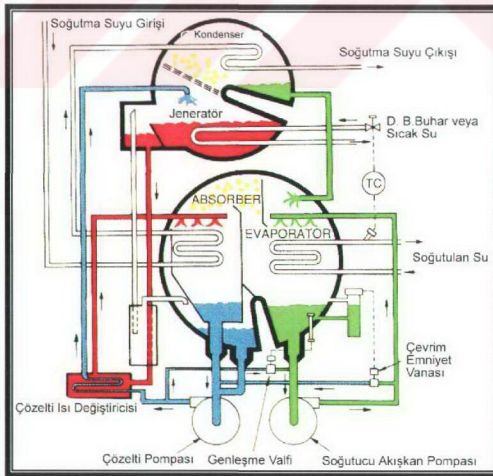 Soğutma Suyu Girişi
Kondenser
Soğutma Suyu Çıkışı
Jeneratör
D. B.Buhar veya
Sıcak Su
TC
ABSORBER
EVAPORATOR
Soğutulan Su
Çevrim
Emniyet
Vanası
Çözelti Isı Değiştiricisi
Çözelti Pompası
Genleşme Valfi
Soğutucu Akışkan Pompası